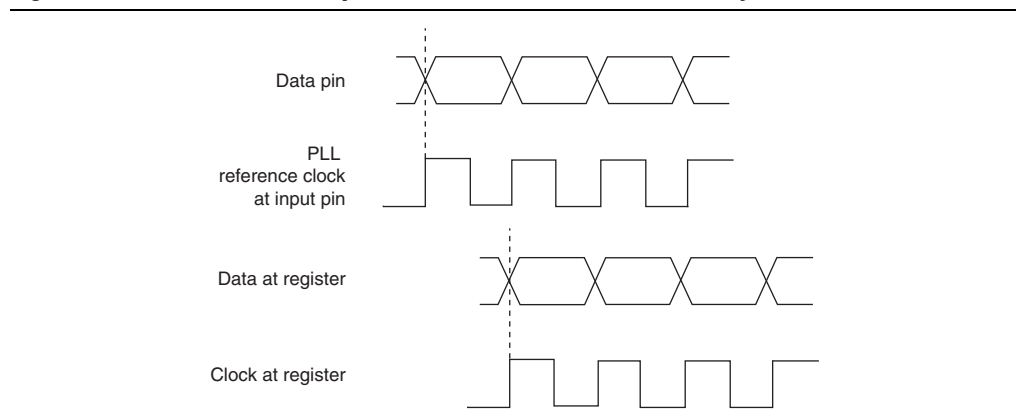 Data pin
PLL
reference clock
at input pin
Data at register
Clock at register